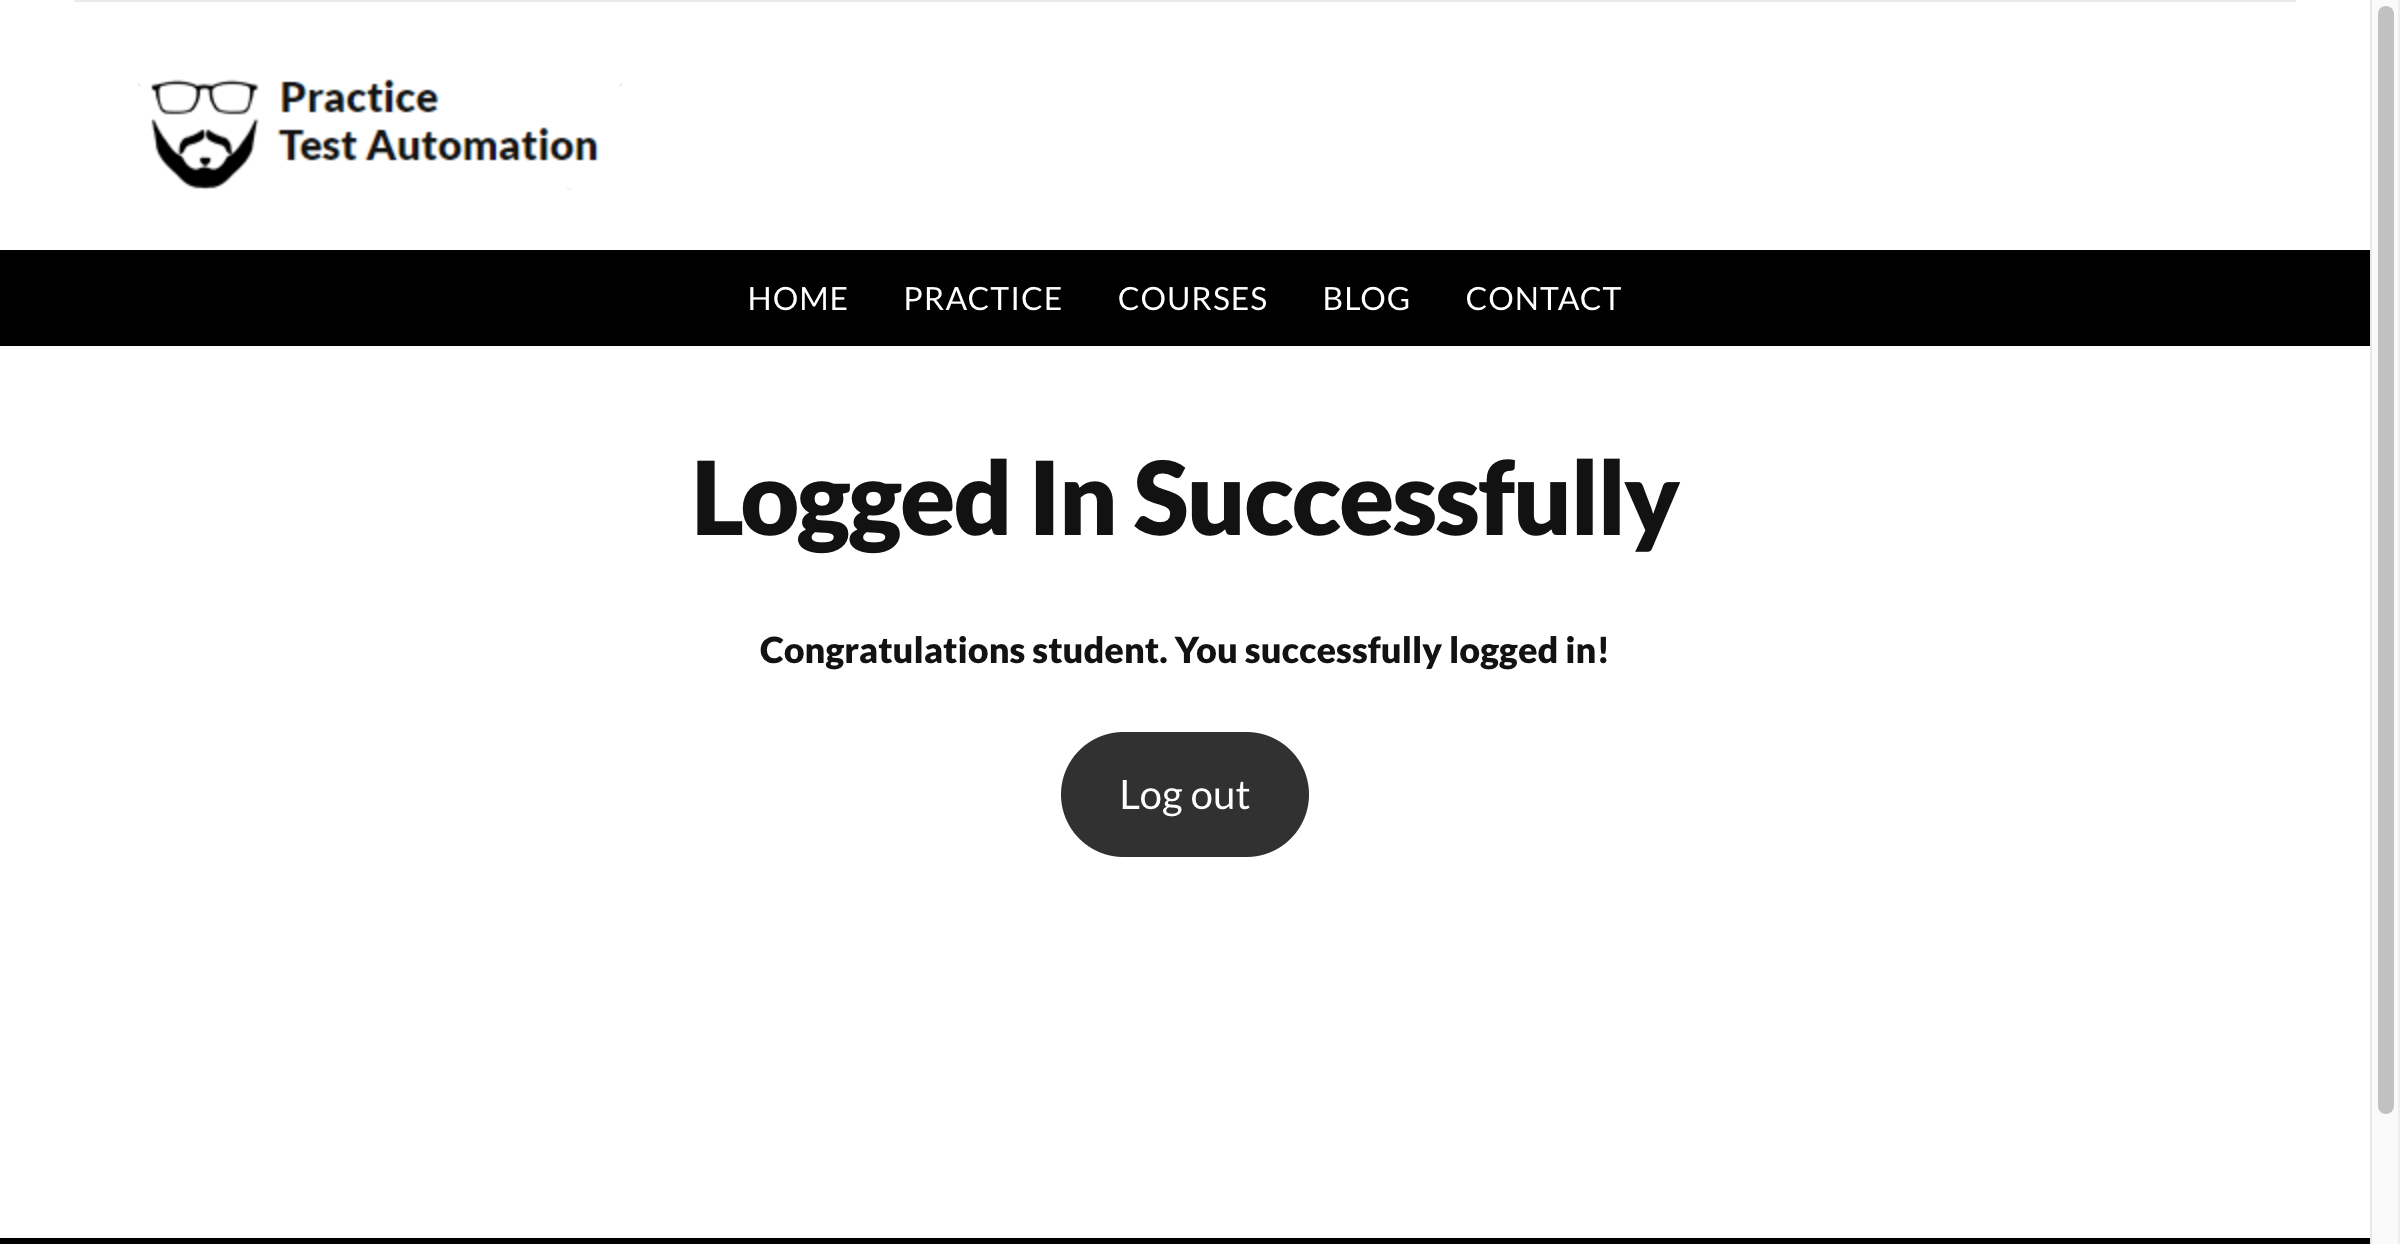 Practice
Test Automation
HOME PRACTICE COURSES BLOG CONTACT
Logged In Successfully
Congratulations student. You successfully logged in!
Log out